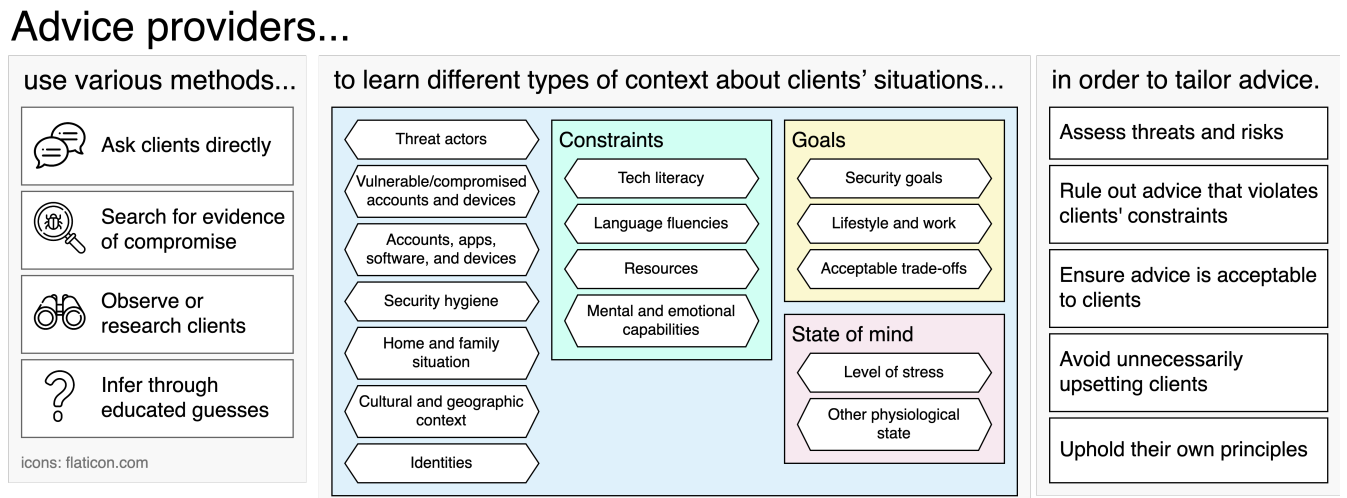 Advice providers...
use various methods...
Ask clients directly
Search for evidence
of compromise
Observe or
research clients
Infer through
educated guesses
icons: flaticon.com
to learn different types of context about clients’ situations...
Threat actors
Vulnerable/compromised
accounts and devices
Accounts, apps,
software, and devices
Security hygiene
Home and family
situation
Cultural and geographic
context
Identities
Constraints
Tech literacy
Language fluencies
Resources
Mental and emotional
capabilities
Goals
Security goals
Lifestyle and work
Acceptable trade-offs
State of mind
Level of stress
Other physiological
state
in order to tailor advice.
Assess threats and risks
Rule out advice that violates
clients' constraints
Ensure advice is acceptable
to clients
Avoid unnecessarily
upsetting clients
Uphold their own principles